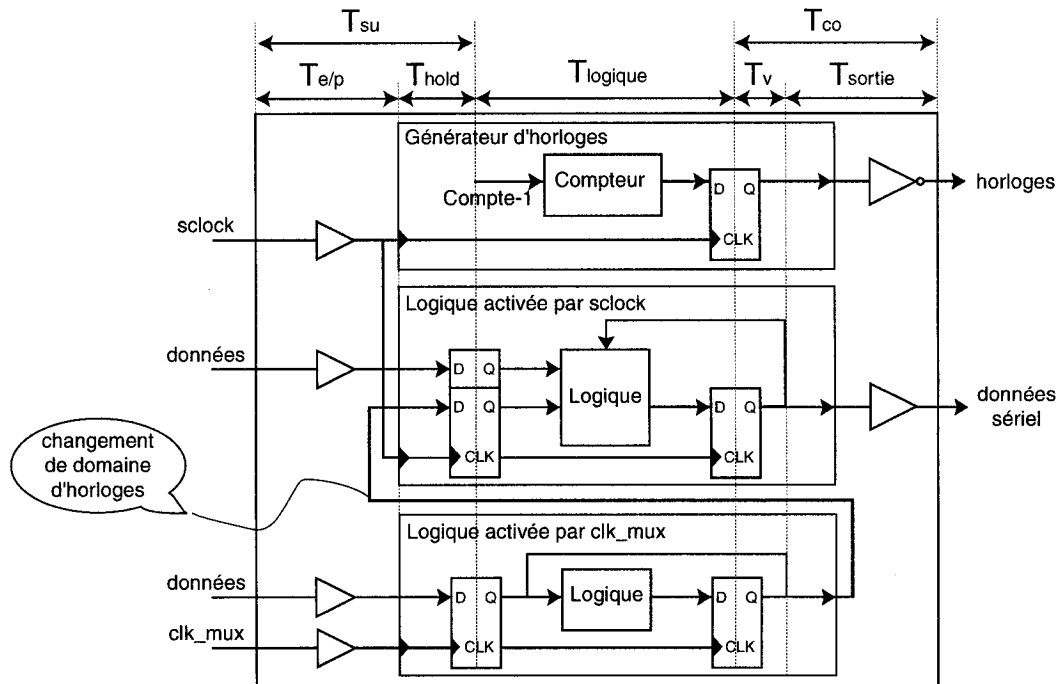 Tsu
Tco
Te/p
Thold
Tlogique
Tv
Tsortie
Générateur d'horloges
Compte-1
Compteur
D Q
CLK
horloges
sclock
Logique activée par sclock
données
D Q
D Q
CLK
Logique
D Q
CLK
données
sériel
changement
de domaine
d'horloges
Logique activée par clk_mux
données
clk_mux
D Q
CLK
Logique
D Q
CLK